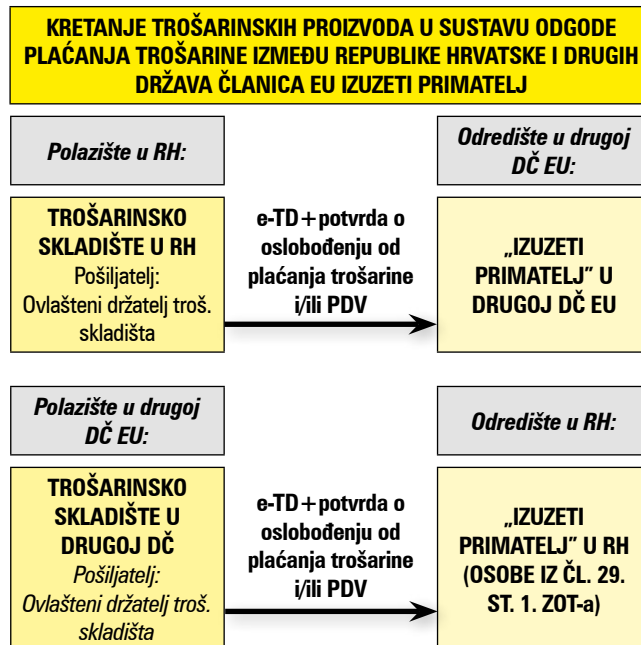 KRETANJE TROŠARINSKIH PROIZVODA U SUSTAVU ODGODE
PLAĆANJA TROŠARINE IZMEĐU REPUBLIKE HRVATSKE I DRUGIH
DRŽAVA ČLANICA EU IZUZETI PRIMATELJ
Polazište u RH:
Odredište u drugoj
DČ EU:
TROŠARINSKO
SKLADIŠTE U RH
Pošiljatelj:
Ovlašteni držatelj troš.
skladišta
e-TD+potvrda o
oslobođenju od
plaćanja trošarine
i/ili PDV
„IZUZETI
PRIMATELJ” U
DRUGOJ DČ EU
Polazište u drugoj
DČ EU:
Odredište u RH:
TROŠARINSKO
SKLADIŠTE U
DRUGOJ DČ
Pošiljatelj:
Ovlašteni držatelj troš.
skladišta
e-TD+potvrda o
oslobođenju od
plaćanja trošarine
i/ili PDV
„IZUZETI
PRIMATELJ” U RH
(OSOBE IZ ČL. 29.
ST. 1. ZOT-a)